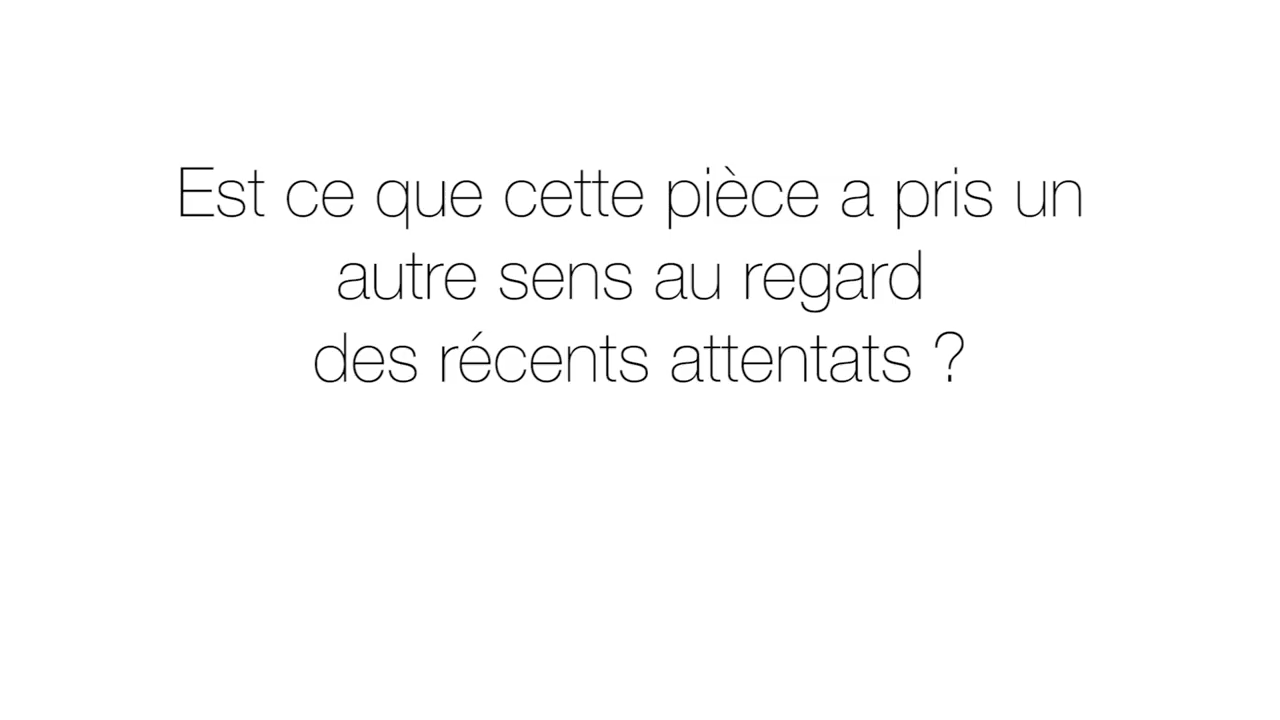 Est ce que cette pièce a pris un
autre sens au regard
des récents attentats ?